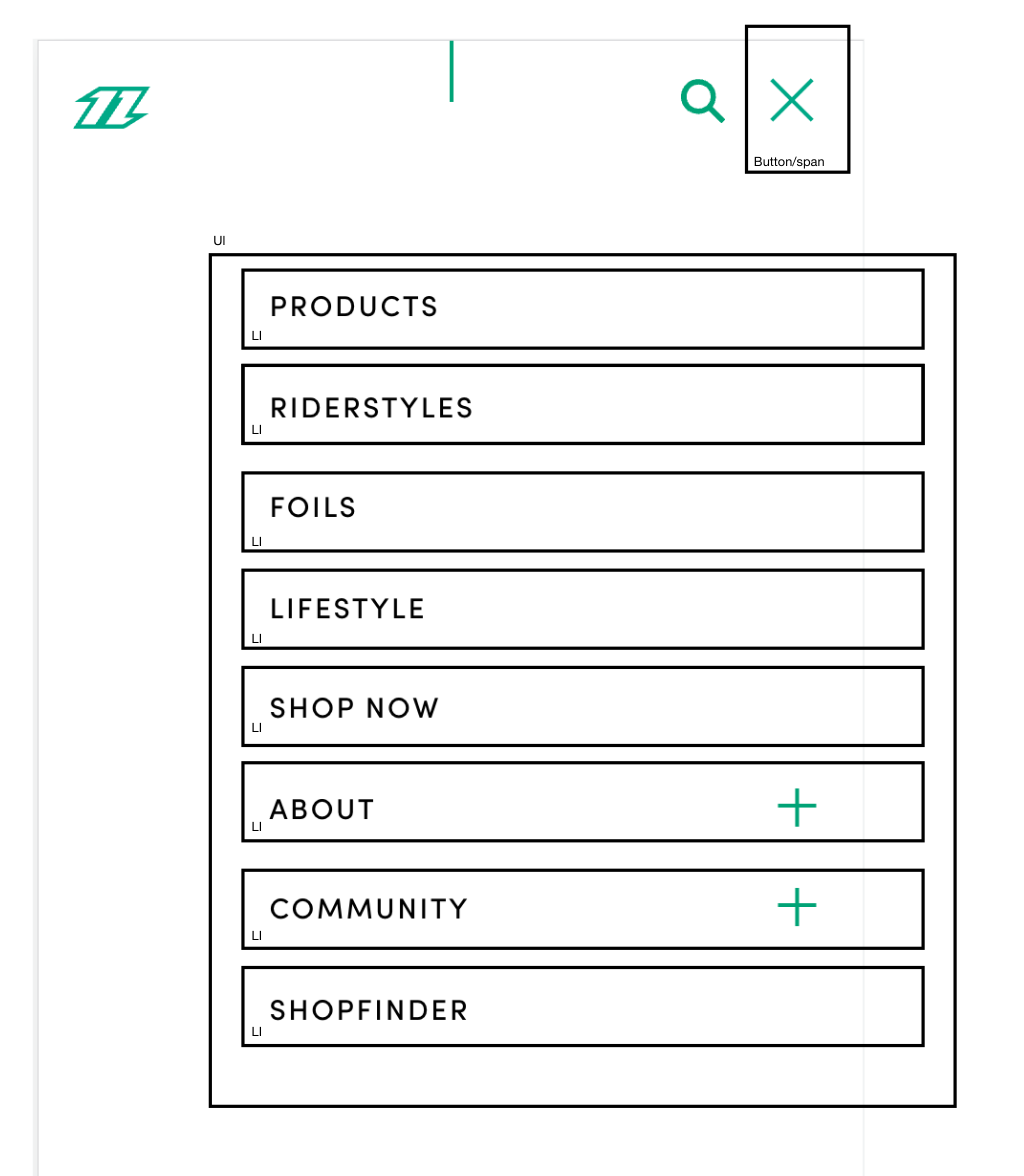 Button/span
Ul
PRODUCTS
LI
RIDERSTYLES
LI
FOILS
LI
LIFESTYLE
LI
SHOP NOW
LI
ABOUT
LI
COMMUNITY
LI
SHOPFINDER
LI